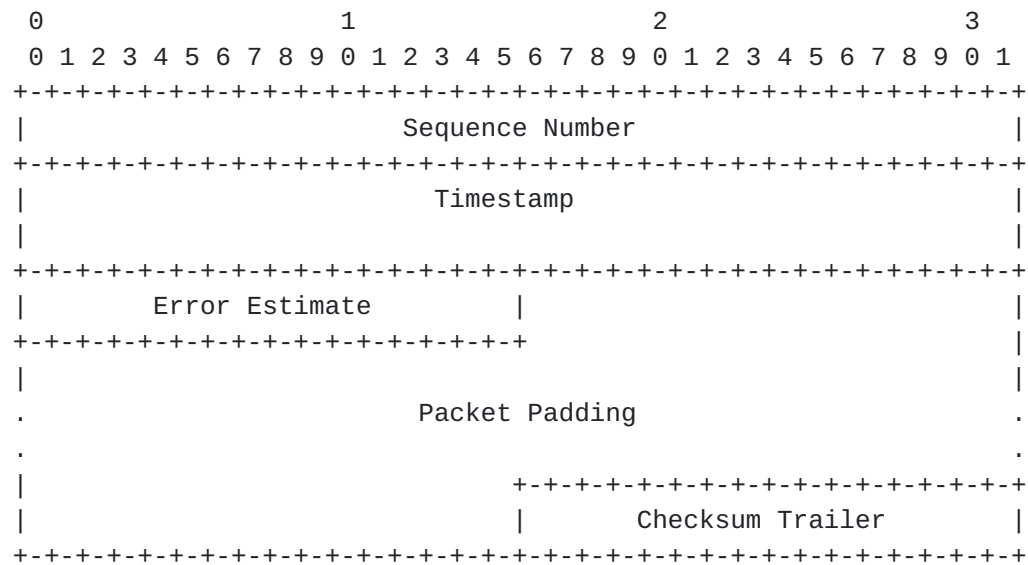 0                   1                   2                   3
 0 1 2 3 4 5 6 7 8 9 0 1 2 3 4 5 6 7 8 9 0 1 2 3 4 5 6 7 8 9 0 1
+-+-+-+-+-+-+-+-+-+-+-+-+-+-+-+-+-+-+-+-+-+-+-+-+-+-+-+-+-+-+-+-+
|                        Sequence Number                        |
+-+-+-+-+-+-+-+-+-+-+-+-+-+-+-+-+-+-+-+-+-+-+-+-+-+-+-+-+-+-+-+-+
|                          Timestamp                            |
|                                                               |
+-+-+-+-+-+-+-+-+-+-+-+-+-+-+-+-+-+-+-+-+-+-+-+-+-+-+-+-+-+-+-+-+
|        Error Estimate         |                               |
+-+-+-+-+-+-+-+-+-+-+-+-+-+-+-+-+                               |
|                                                               |
.                         Packet Padding                        .
.                                                               .
|                               +-+-+-+-+-+-+-+-+-+-+-+-+-+-+-+-+
|                               |       Checksum Trailer        |
+-+-+-+-+-+-+-+-+-+-+-+-+-+-+-+-+-+-+-+-+-+-+-+-+-+-+-+-+-+-+-+-+